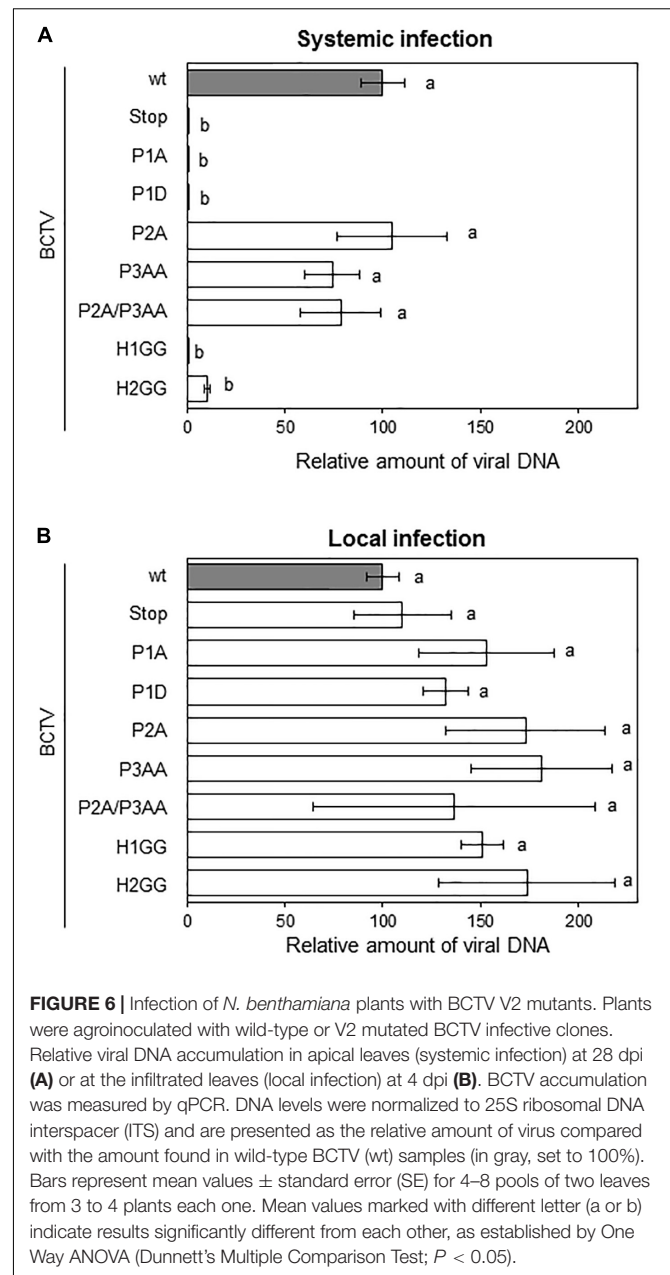 A
Systemic infection
wt
a
Stop
b
P1A
b
P1D
b
P2A
a
P3AA
a
P2A/P3AA
a
H1GG
b
H2GG
b
BCTV
0 50 100 150 200
Relative amount of viral DNA
B
Local infection
wt
a
Stop
a
P1A
a
P1D
a
P2A
a
P3AA
a
P2A/P3AA
a
H1GG
a
H2GG
a
BCTV
0 50 100 150 200
Relative amount of viral DNA
FIGURE 6 | Infection of N. benthamiana plants with BCTV V2 mutants. Plants
were agroinoculated with wild-type or V2 mutated BCTV infective clones.
Relative viral DNA accumulation in apical leaves (systemic infection) at 28 dpi
(A) or at the infiltrated leaves (local infection) at 4 dpi (B). BCTV accumulation
was measured by qPCR. DNA levels were normalized to 25S ribosomal DNA
interspacer (ITS) and are presented as the relative amount of virus compared
with the amount found in wild-type BCTV (wt) samples (in gray, set to 100%).
Bars represent mean values ± standard error (SE) for 4–8 pools of two leaves
from 3 to 4 plants each one. Mean values marked with different letter (a or b)
indicate results significantly different from each other, as established by One
Way ANOVA (Dunnett's Multiple Comparison Test; P < 0.05).